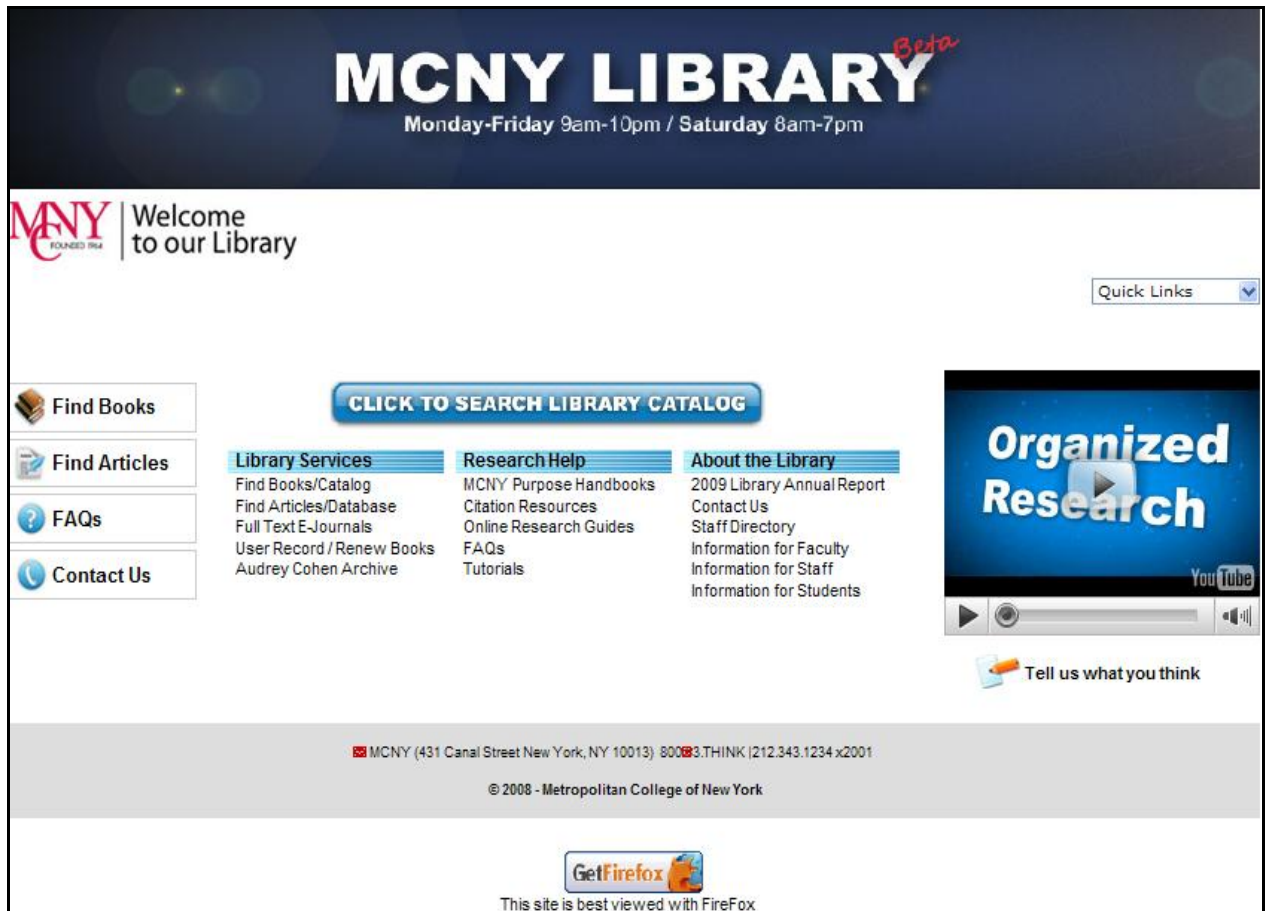 MCNY LIBRARY Beta
Monday-Friday 9am-10pm / Saturday 8am-7pm
MCNY
FOUNDED 1964
Welcome
to our Library
Quick Links
Find Books
Find Articles
FAQs
Contact Us
CLICK TO SEARCH LIBRARY CATALOG
Library Services
Find Books/Catalog
Find Articles/Database
Full Text E-Journals
User Record / Renew Books
Audrey Cohen Archive
Research Help
MCNY Purpose Handbooks
Citation Resources
Online Research Guides
FAQs
Tutorials
About the Library
2009 Library Annual Report
Contact Us
Staff Directory
Information for Faculty
Information for Staff
Information for Students
Organized
Research
YouTube
Tell us what you think
MCNY (431 Canal Street New York, NY 10013) 3.THINK |212.343.1234 x2001
© 2008 - Metropolitan College of New York
GetFirefox
This site is best viewed with FireFox